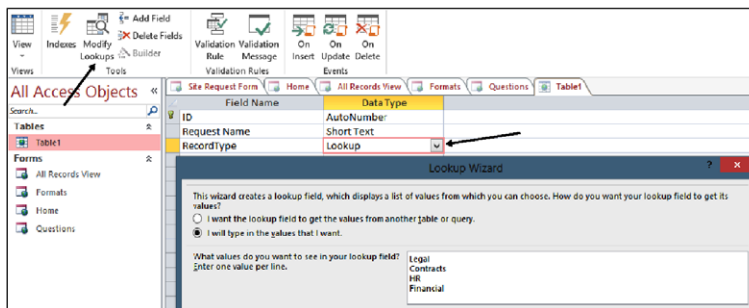 View
Indexes
Modify
Lookups
Add Field
Delete Fields
Builder
Validation Validation
Rule Message
On On On
Insert Update Delete
Views
Tools
Validation Rules
Events
All Access Objects «
Search...
Tables
Table1
Forms
All Records View
Formats
Home
Questions
Site Request Form
Home
All Records View
Formats
Questions
Table1
Field Name Data Type
ID AutoNumber
Request Name Short Text
RecordType Lookup
Lookup Wizard ? ×
This wizard creates a lookup field, which displays a list of values from which you can choose. How do you want your lookup field to get its
values?
I want the lookup field to get the values from another table or query.
I will type in the values that I want.
What values do you want to see in your lookup field?
Enter one value per line.
Legal
Contracts
HR
Financial